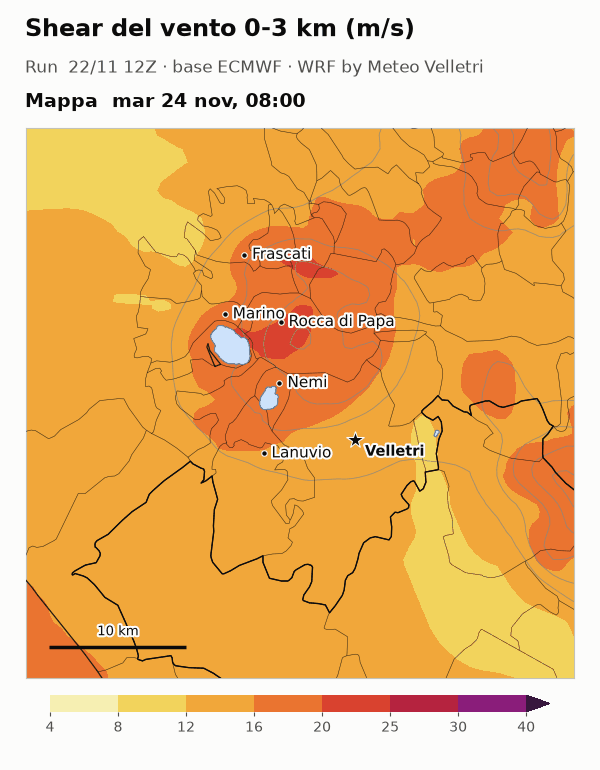 Shear del vento 0-3 km (m/s)
Run  22/11 12Z · base ECMWF · WRF by Meteo Velletri
Mappa  mar 24 nov, 08:00
Frascati
Marino
Rocca di Papa
Nemi
Velletri
Lanuvio
10 km
4 8 12 16 20 25 30 40